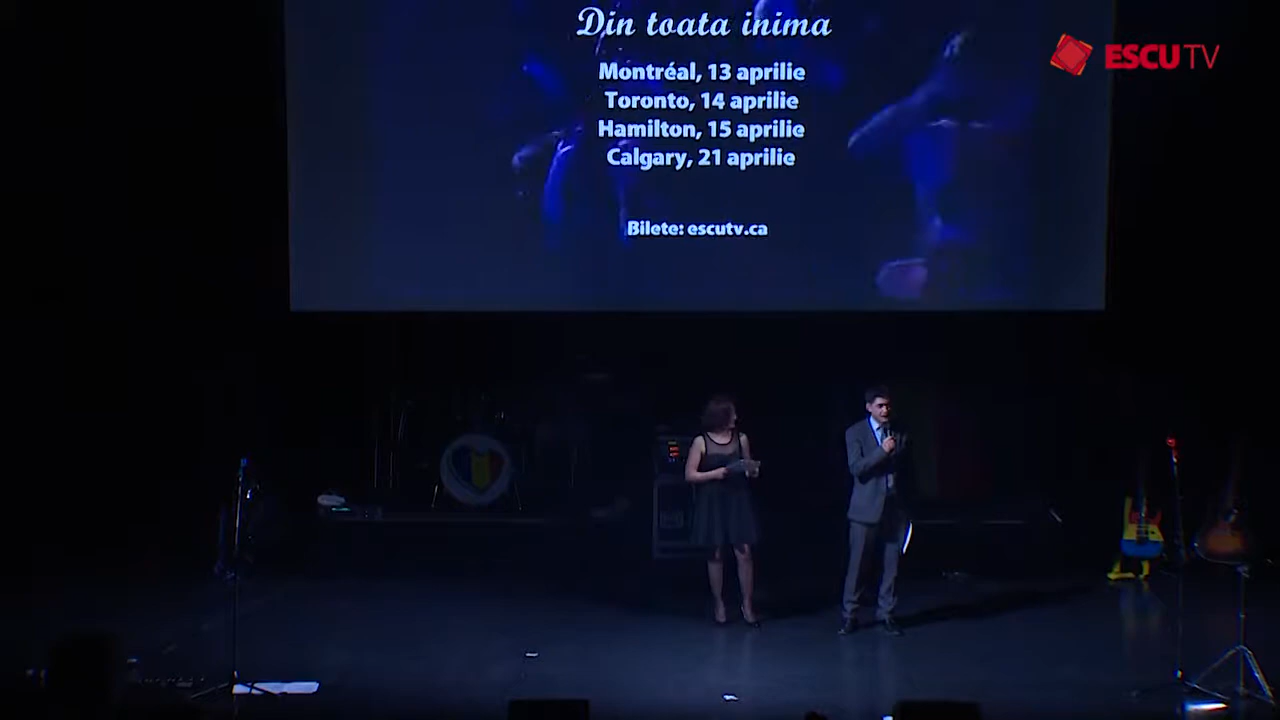 Din toata inima
ESCU TV
Montréal, 13 aprilie
Toronto, 14 aprilie
Hamilton, 15 aprilie
Calgary, 21 aprilie
Bilete: escutv.ca